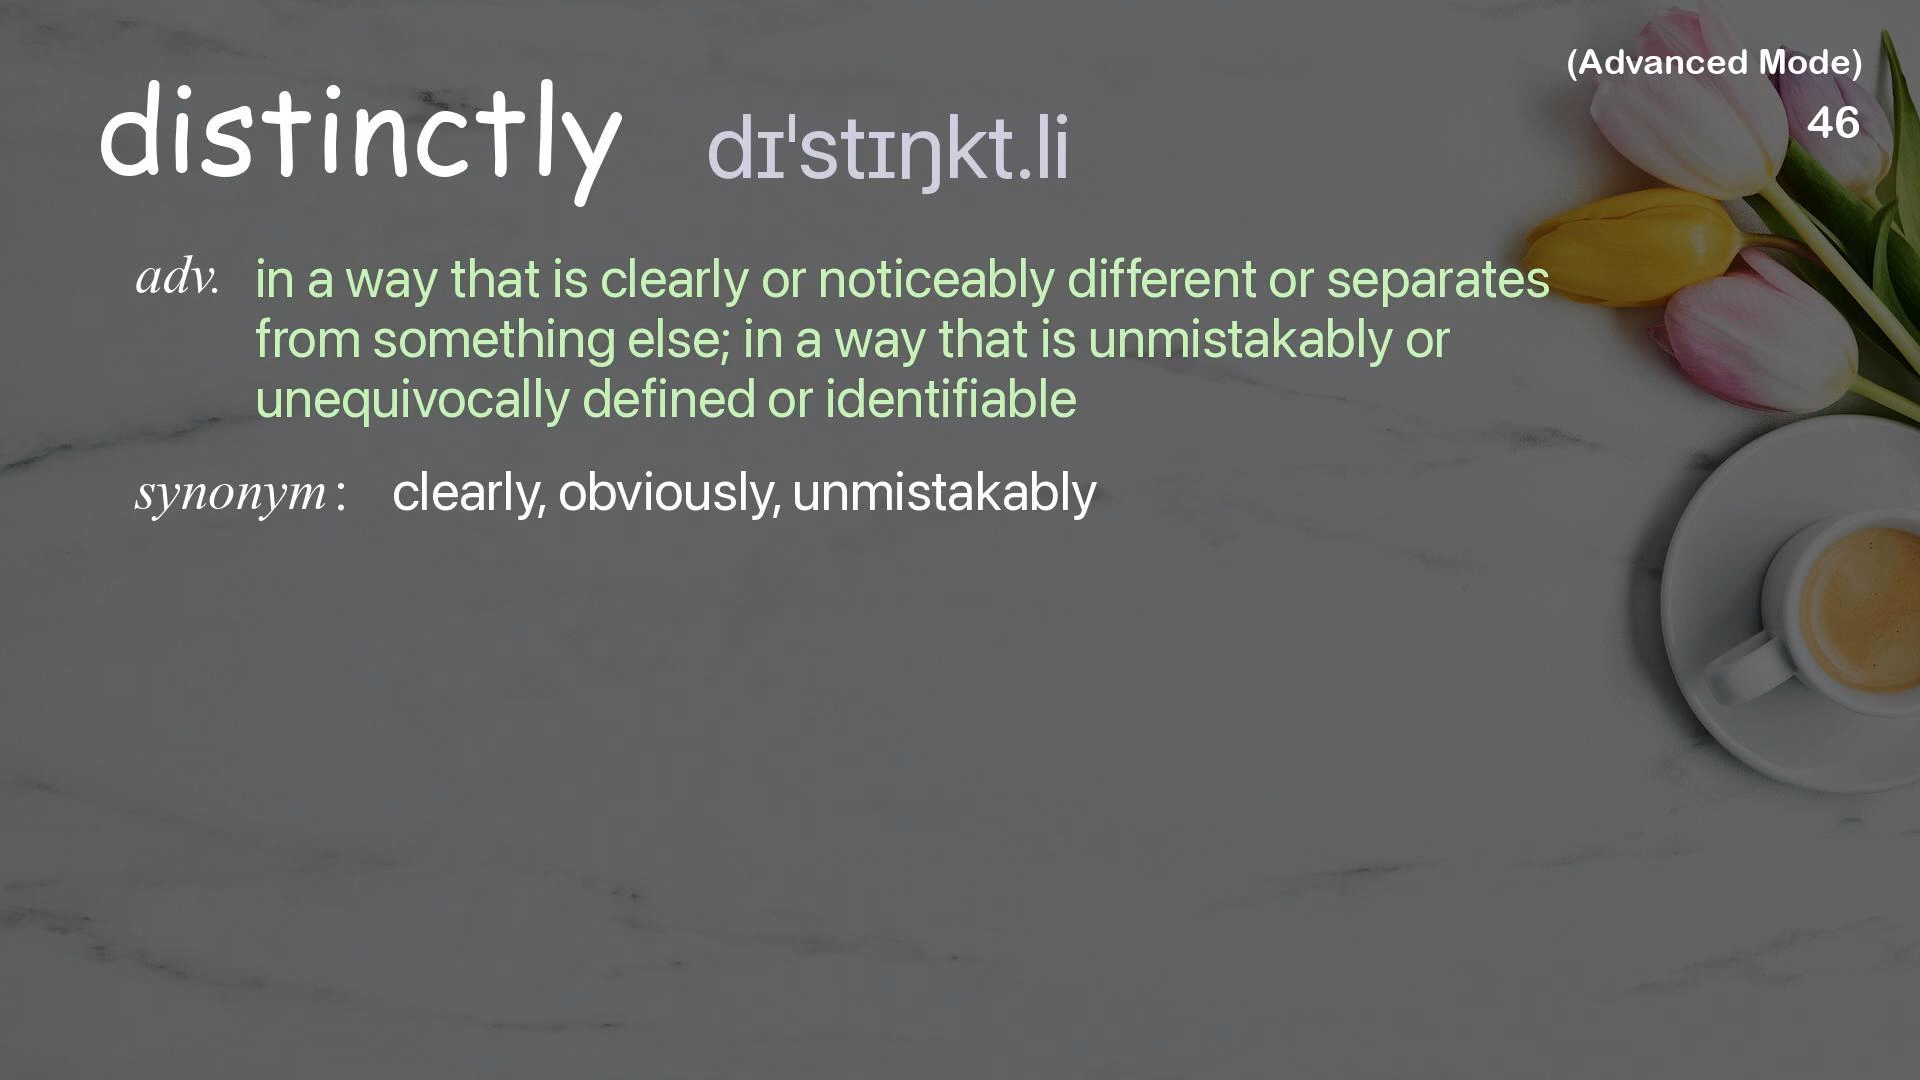 (Advanced Mode)
46
distinctly dɪˈstɪŋkt.li
adv. in a way that is clearly or noticeably different or separates
from something else; in a way that is unmistakably or
unequivocally defined or identifiable
synonym : clearly, obviously, unmistakably